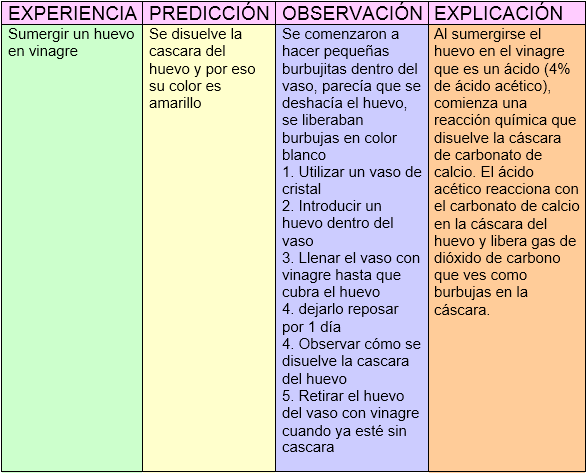 EXPERIENCIA
PREDICCIÓN
OBSERVACIÓN
EXPLICACIÓN
Sumergir un huevo
en vinagre
Se disuelve la
cascara del
huevo y por eso
su color es
amarillo
Se comenzaron a
hacer pequeñas
burbujitas dentro del
vaso, parecía que se
deshacía el huevo,
se liberaban
burbujas en color
blanco
1. Utilizar un vaso de
cristal
2. Introducir un
huevo dentro del
vaso
3. Llenar el vaso con
vinagre hasta que
cubra el huevo
4. dejarlo reposar
por 1 día
4. Observar cómo se
disuelve la cascara
del huevo
5. Retirar el huevo
del vaso con vinagre
cuando ya esté sin
cascara
Al sumergirse el
huevo en el vinagre
que es un ácido (4%
de ácido acético),
comienza una
reacción química que
disuelve la cáscara
de carbonato de
calcio. El ácido
acético reacciona con
el carbonato de calcio
en la cáscara del
huevo y libera gas de
dióxido de carbono
que ves como
burbujas en la
cáscara.